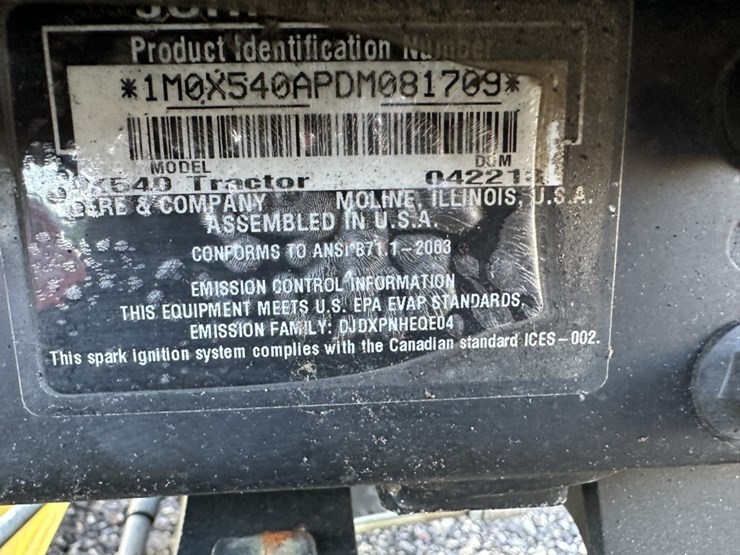 Product Identification Number
*1M0X540APDM081709*
MODEL DOM
X540 Tractor 042213
DEERE & COMPANY MOLINE, ILLINOIS, U.S.A.
ASSEMBLED IN U.S.A.
CONFORMS TO ANSI B71.1-2003
EMISSION CONTROL INFORMATION
THIS EQUIPMENT MEETS U.S. EPA EVAP STANDARDS,
EMISSION FAMILY: DJDXPNHEQE04
This spark ignition system complies with the Canadian standard ICES-002.